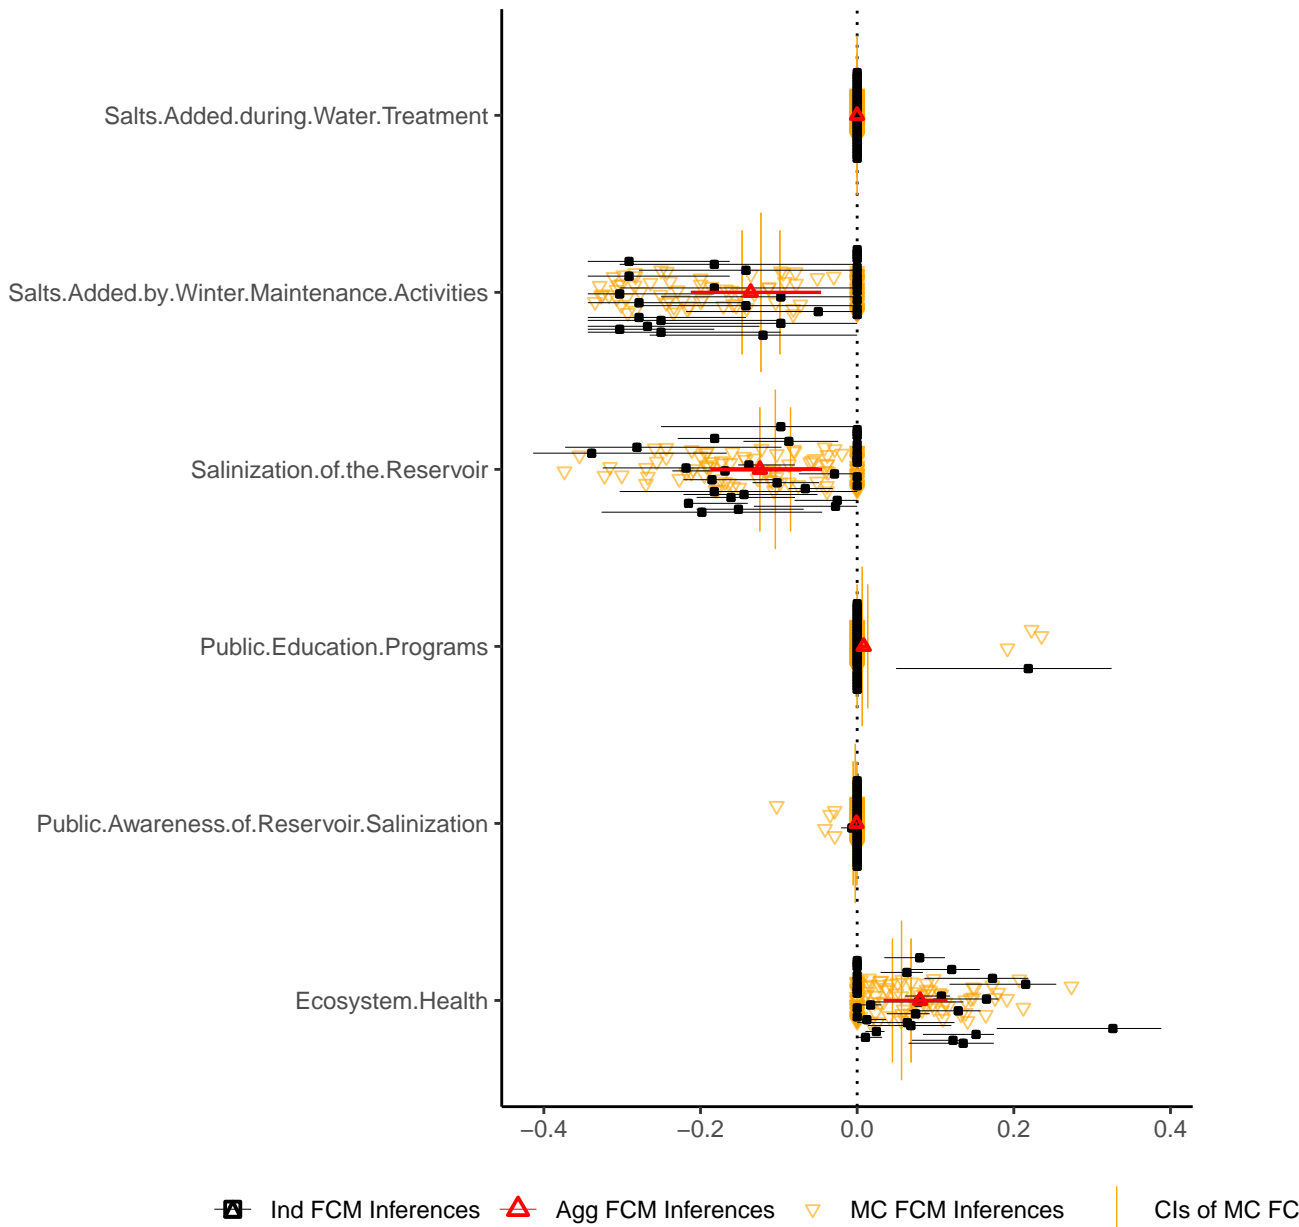 Salts.Added.during.Water.Treatment
Salts.Added.by.Winter.Maintenance.Activities
Salinization.of.the.Reservoir
Public.Education.Programs
Public.Awareness.of.Reservoir.Salinization
Ecosystem.Health
−0.4 −0.2 0.0 0.2 0.4
Ind FCM Inferences Agg FCM Inferences MC FCM Inferences CIs of MC FC